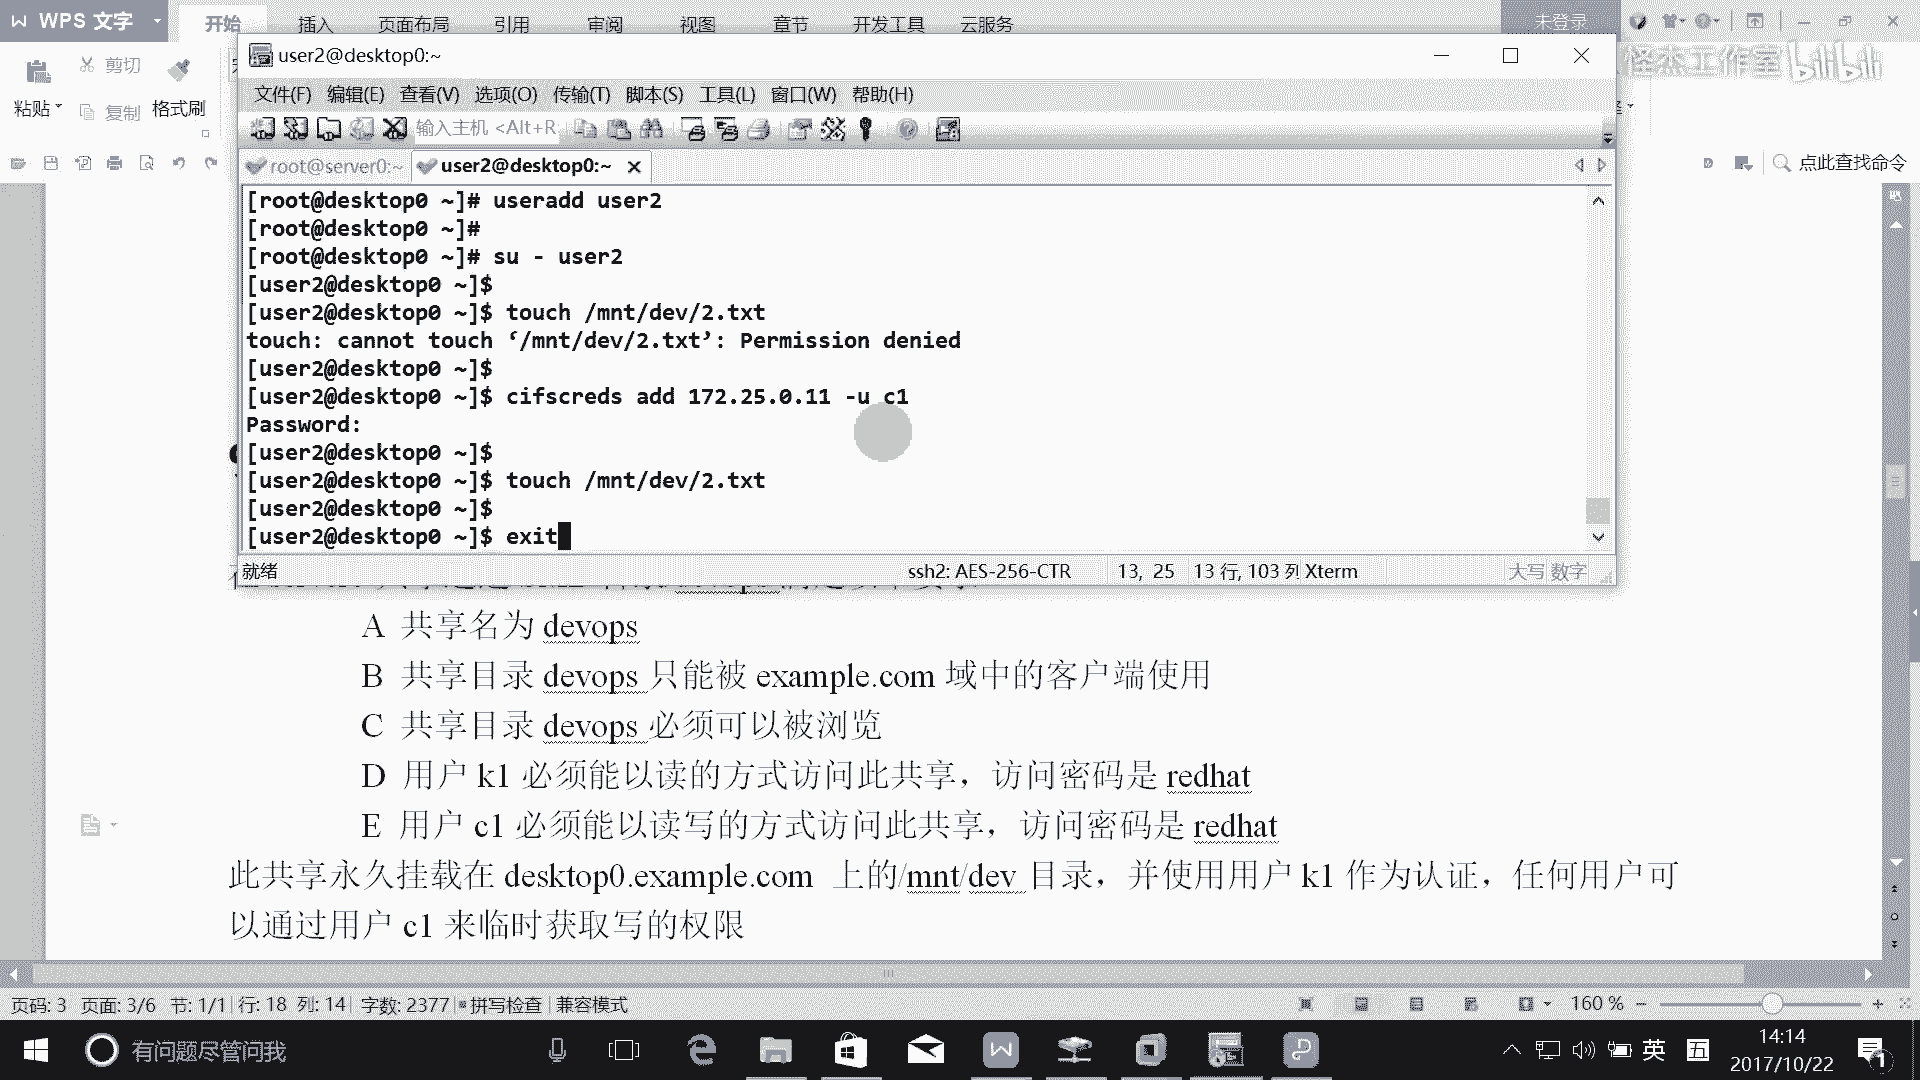 WPS 文字
开始 插入 页面布局 引用 审阅 视图 章节 开发工具 云服务 未登录
怪杰工作室 bilibili
剪切
粘贴 复制 格式刷
点此查找命令
user2@desktop0:~
文件(F) 编辑(E) 查看(V) 选项(O) 传输(T) 脚本(S) 工具(L) 窗口(W) 帮助(H)
输入主机 <Alt+R
root@server0:~ user2@desktop0:~
[root@desktop0 ~]# useradd user2
[root@desktop0 ~]#
[root@desktop0 ~]# su - user2
[user2@desktop0 ~]$
[user2@desktop0 ~]$ touch /mnt/dev/2.txt
touch: cannot touch ‘/mnt/dev/2.txt’: Permission denied
[user2@desktop0 ~]$
[user2@desktop0 ~]$ cifscreds add 172.25.0.11 -u c1
Password:
[user2@desktop0 ~]$
[user2@desktop0 ~]$ touch /mnt/dev/2.txt
[user2@desktop0 ~]$
[user2@desktop0 ~]$ exit
就绪 ssh2: AES-256-CTR 13, 25 13 行, 103 列 Xterm 大写 数字
A 共享名为 devops
B 共享目录 devops 只能被 example.com 域中的客户端使用
C 共享目录 devops 必须可以被浏览
D 用户 k1 必须能以读的方式访问此共享，访问密码是 redhat
E 用户 c1 必须能以读写的方式访问此共享，访问密码是 redhat
此共享永久挂载在 desktop0.example.com 上的/mnt/dev 目录，并使用用户 k1 作为认证，任何用户可
以通过用户 c1 来临时获取写的权限
页码: 3 页面: 3/6 节: 1/1 行: 18 列: 14 字数: 2377 拼写检查 兼容模式 160 %
有问题尽管问我 英 五 14:14
2017/10/22 1